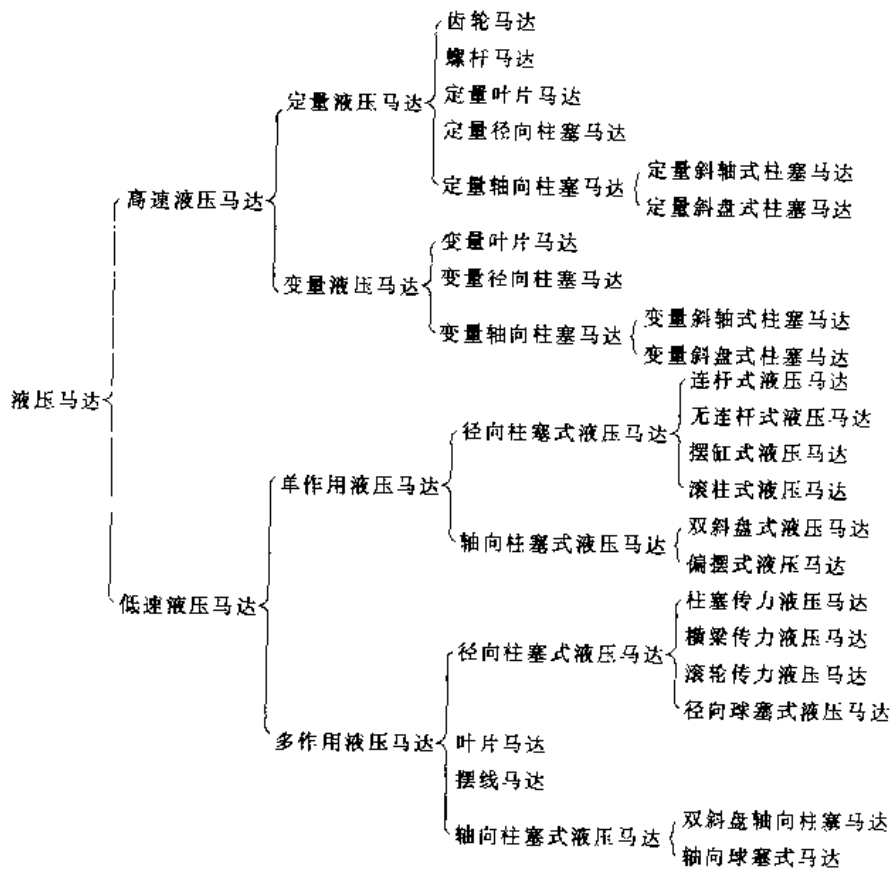 齿轮马达
螺杆马达
定量液压马达
定量叶片马达
定量径向柱塞马达
定量轴向柱塞马达
定量斜轴式柱塞马达
定量斜盘式柱塞马达
高速液压马达
变量叶片马达
变量径向柱塞马达
变量液压马达
变量轴向柱塞马达
变量斜轴式柱塞马达
变量斜盘式柱塞马达
液压马达
连杆式液压马达
无连杆式液压马达
径向柱塞式液压马达
摆缸式液压马达
滚柱式液压马达
单作用液压马达
双斜盘式液压马达
轴向柱塞式液压马达
偏摆式液压马达
低速液压马达
柱塞传力液压马达
横梁传力液压马达
径向柱塞式液压马达
滚轮传力液压马达
径向球塞式液压马达
多作用液压马达
叶片马达
摆线马达
轴向柱塞式液压马达
双斜盘轴向柱塞马达
轴向球塞式马达